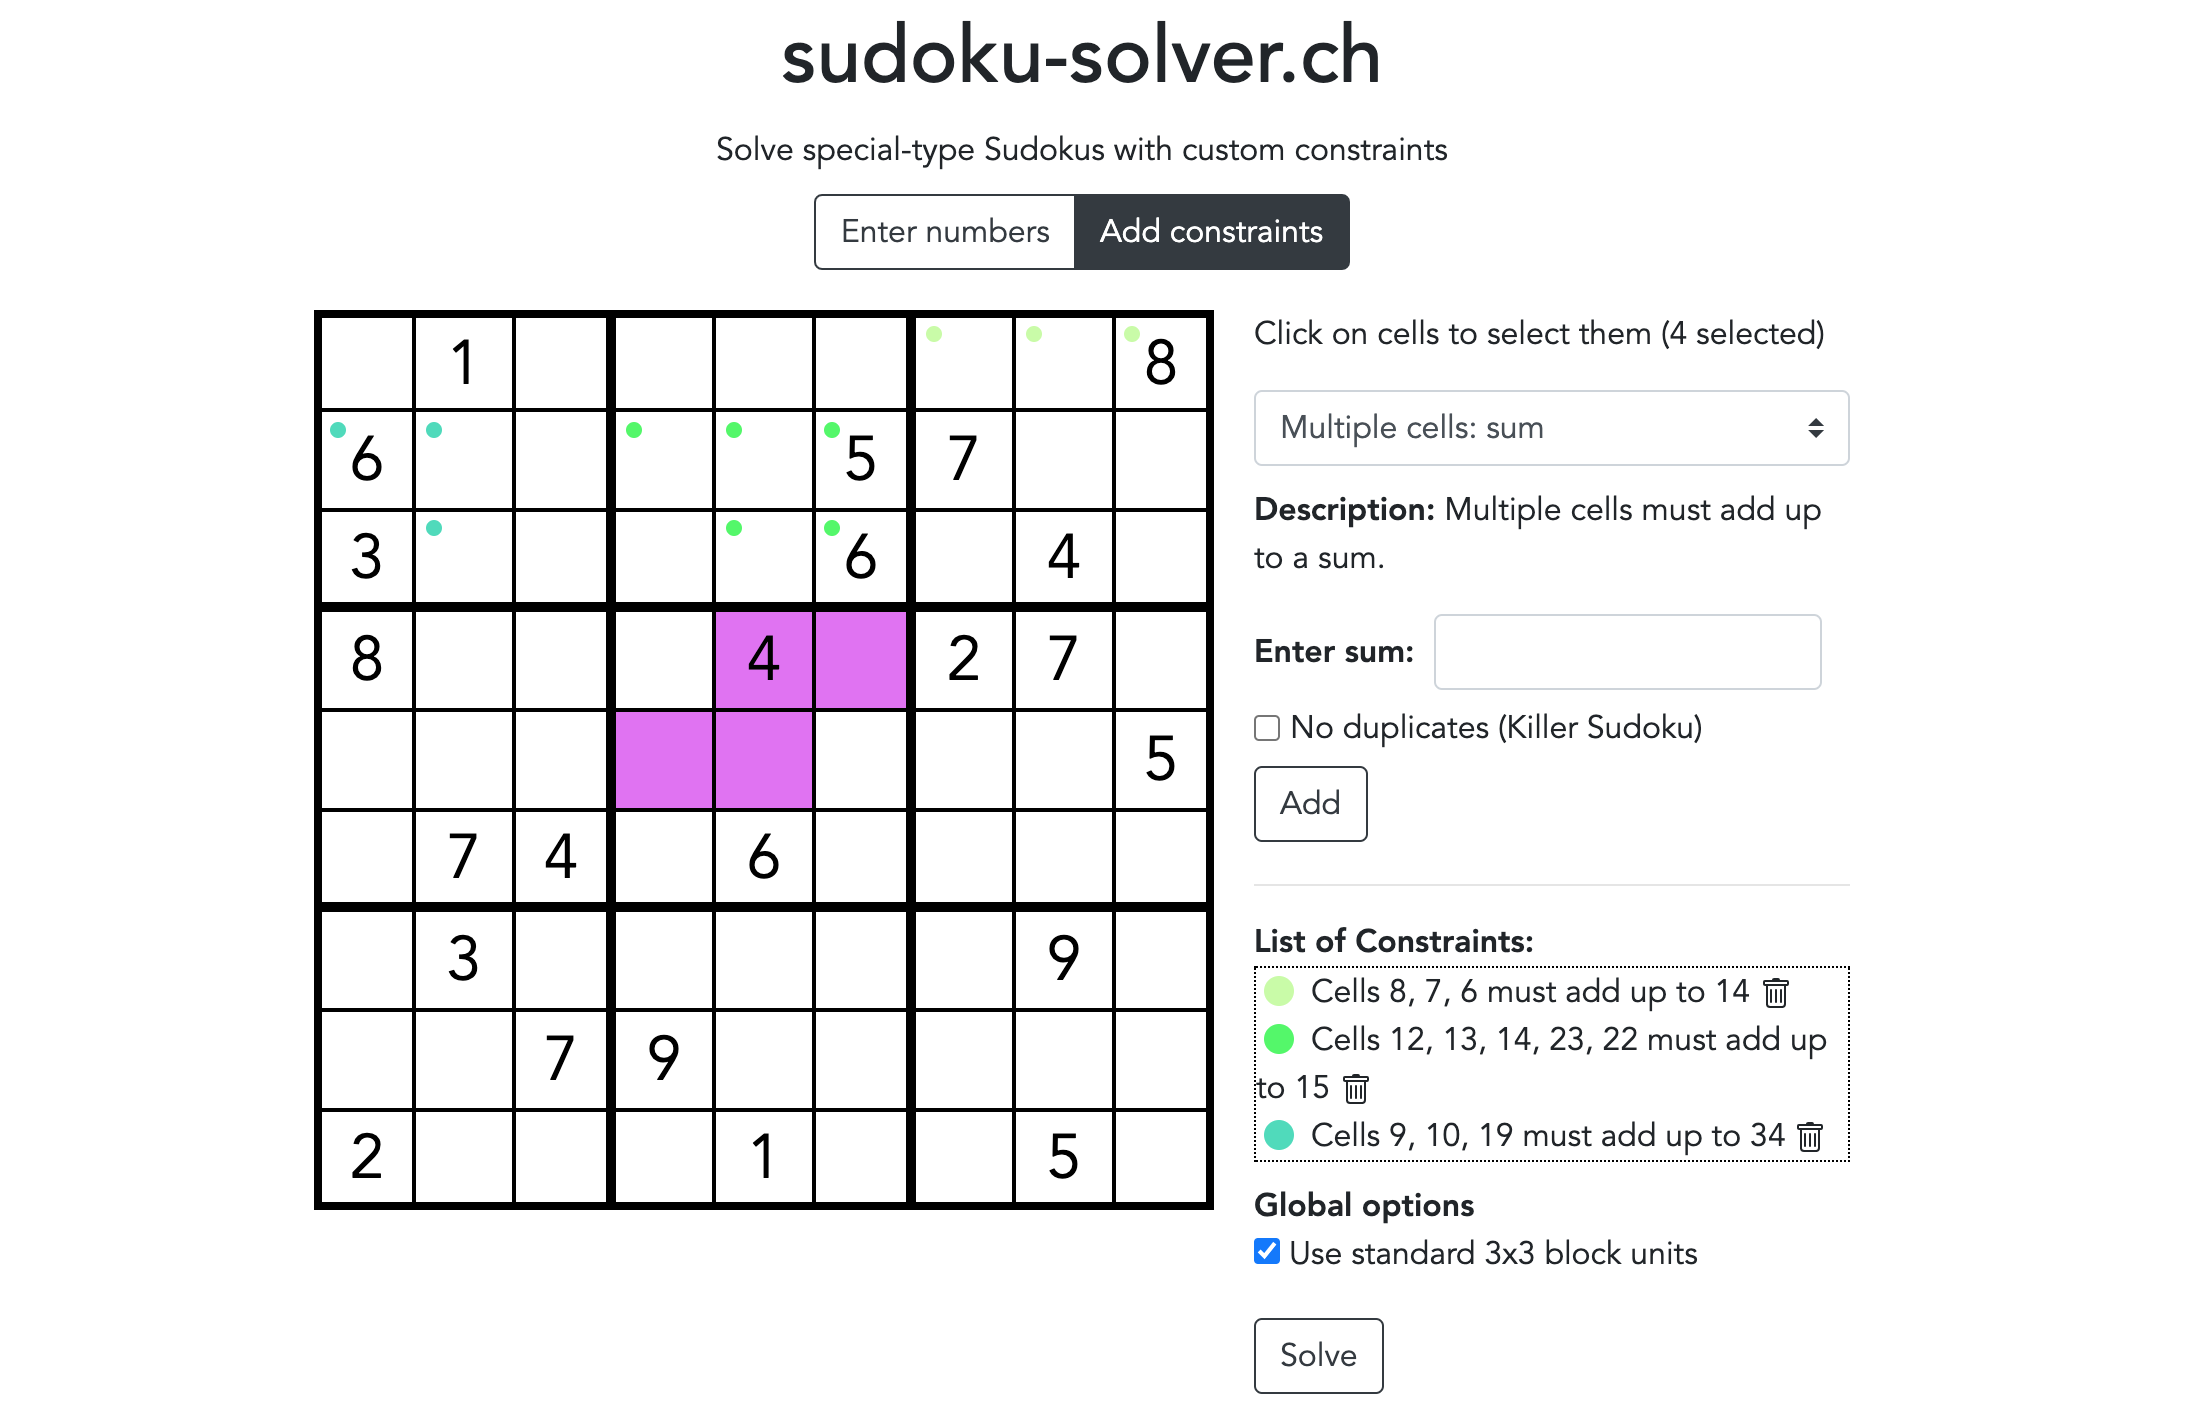 sudoku-solver.ch
Solve special-type Sudokus with custom constraints
Enter numbers
Add constraints
1 8
6 5 7
3 6 4
8 4 2 7
5
7 4 6
3 9
7 9
2 1 5
Click on cells to select them (4 selected)
Multiple cells: sum
Description: Multiple cells must add up
to a sum.
Enter sum:
No duplicates (Killer Sudoku)
Add
List of Constraints:
Cells 8, 7, 6 must add up to 14
Cells 12, 13, 14, 23, 22 must add up
to 15
Cells 9, 10, 19 must add up to 34
Global options
Use standard 3x3 block units
Solve